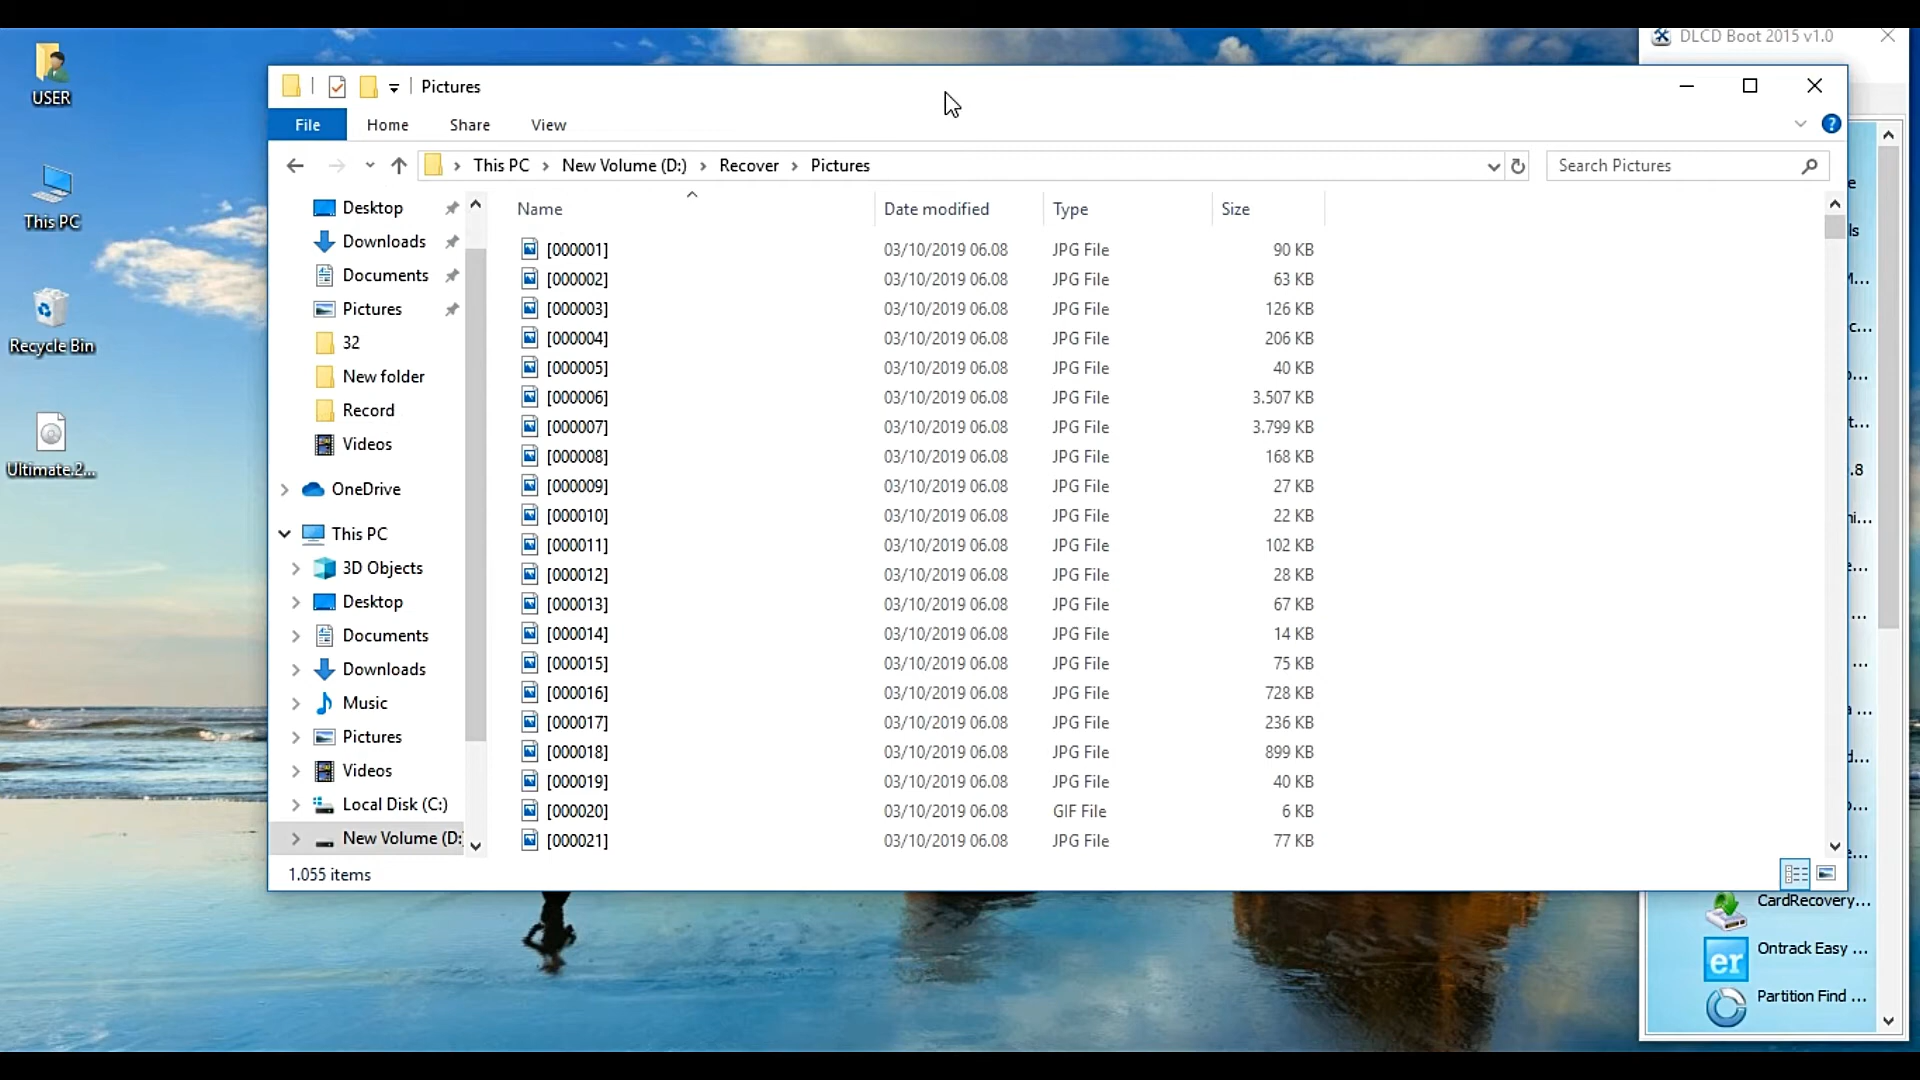 DLCD Boot 2015 v1.0
USER
This PC
Recycle Bin
Ultimate.2...
Pictures
File Home Share View
This PC > New Volume (D:) > Recover > Pictures
Search Pictures
Desktop
Downloads
Documents
Pictures
32
New folder
Record
Videos
OneDrive
This PC
3D Objects
Desktop
Documents
Downloads
Music
Pictures
Videos
Local Disk (C:)
New Volume (D:
Name Date modified Type Size
[000001] 03/10/2019 06.08 JPG File 90 KB
[000002] 03/10/2019 06.08 JPG File 63 KB
[000003] 03/10/2019 06.08 JPG File 126 KB
[000004] 03/10/2019 06.08 JPG File 206 KB
[000005] 03/10/2019 06.08 JPG File 40 KB
[000006] 03/10/2019 06.08 JPG File 3.507 KB
[000007] 03/10/2019 06.08 JPG File 3.799 KB
[000008] 03/10/2019 06.08 JPG File 168 KB
[000009] 03/10/2019 06.08 JPG File 27 KB
[000010] 03/10/2019 06.08 JPG File 22 KB
[000011] 03/10/2019 06.08 JPG File 102 KB
[000012] 03/10/2019 06.08 JPG File 28 KB
[000013] 03/10/2019 06.08 JPG File 67 KB
[000014] 03/10/2019 06.08 JPG File 14 KB
[000015] 03/10/2019 06.08 JPG File 75 KB
[000016] 03/10/2019 06.08 JPG File 728 KB
[000017] 03/10/2019 06.08 JPG File 236 KB
[000018] 03/10/2019 06.08 JPG File 899 KB
[000019] 03/10/2019 06.08 JPG File 40 KB
[000020] 03/10/2019 06.08 GIF File 6 KB
[000021] 03/10/2019 06.08 JPG File 77 KB
1.055 items
CardRecovery...
er
Ontrack Easy ...
Partition Find ...